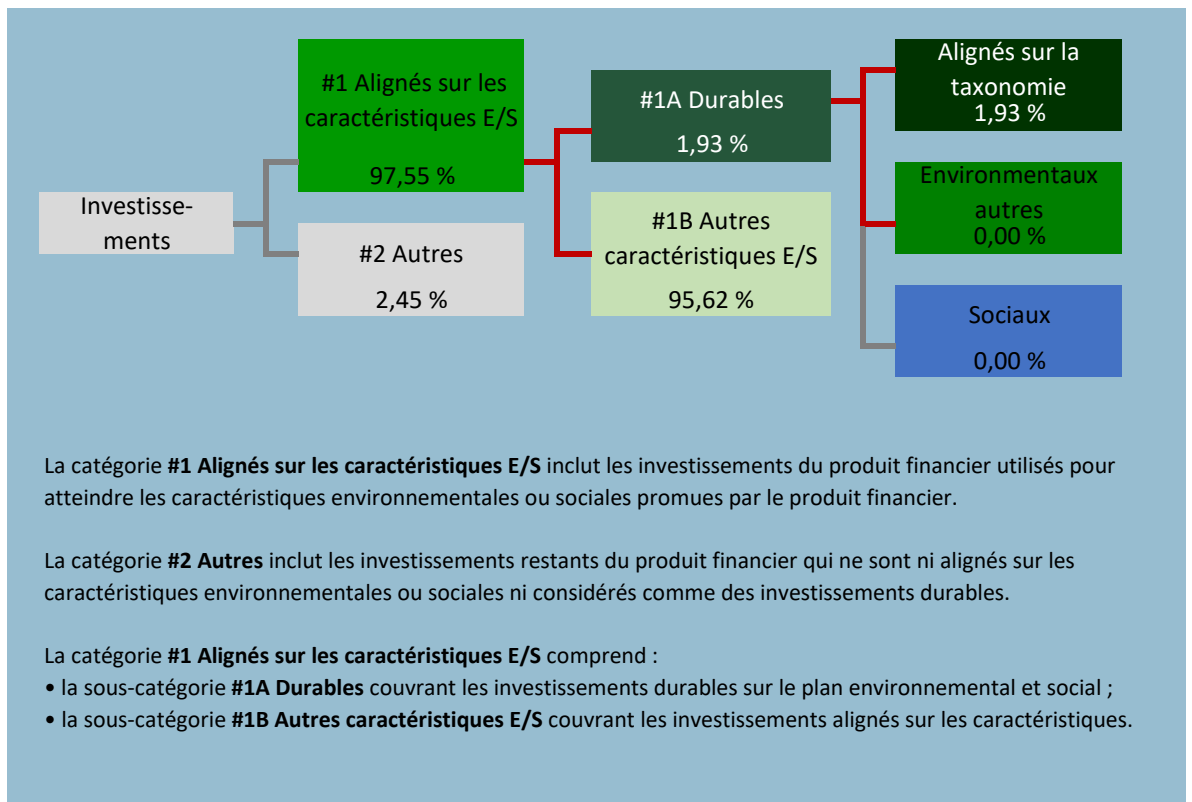 Investisse-
ments
#1 Alignés sur les
caractéristiques E/S
97,55 %
#2 Autres
2,45 %
#1A Durables
1,93 %
#1B Autres
caractéristiques E/S
95,62 %
Alignés sur la
taxonomie
1,93 %
Environmentaux
autres
0,00 %
Sociaux
0,00 %
La catégorie #1 Alignés sur les caractéristiques E/S inclut les investissements du produit financier utilisés pour
atteindre les caractéristiques environnementales ou sociales promues par le produit financier.
La catégorie #2 Autres inclut les investissements restants du produit financier qui ne sont ni alignés sur les
caractéristiques environnementales ou sociales ni considérés comme des investissements durables.
La catégorie #1 Alignés sur les caractéristiques E/S comprend :
• la sous-catégorie #1A Durables couvrant les investissements durables sur le plan environnemental et social ;
• la sous-catégorie #1B Autres caractéristiques E/S couvrant les investissements alignés sur les caractéristiques.